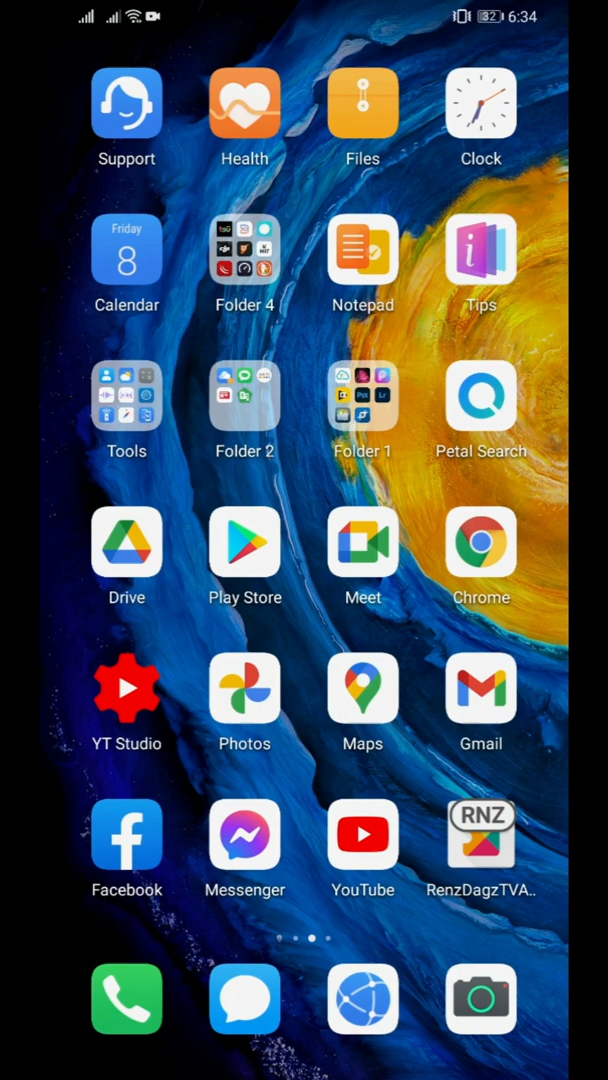 32 6:34
Support Health Files Clock
Friday
8
Calendar Folder 4 Notepad Tips
Tools Folder 2 Folder 1 Petal Search
Drive Play Store Meet Chrome
YT Studio Photos Maps Gmail
RNZ
Facebook Messenger YouTube RenzDagzTVA..